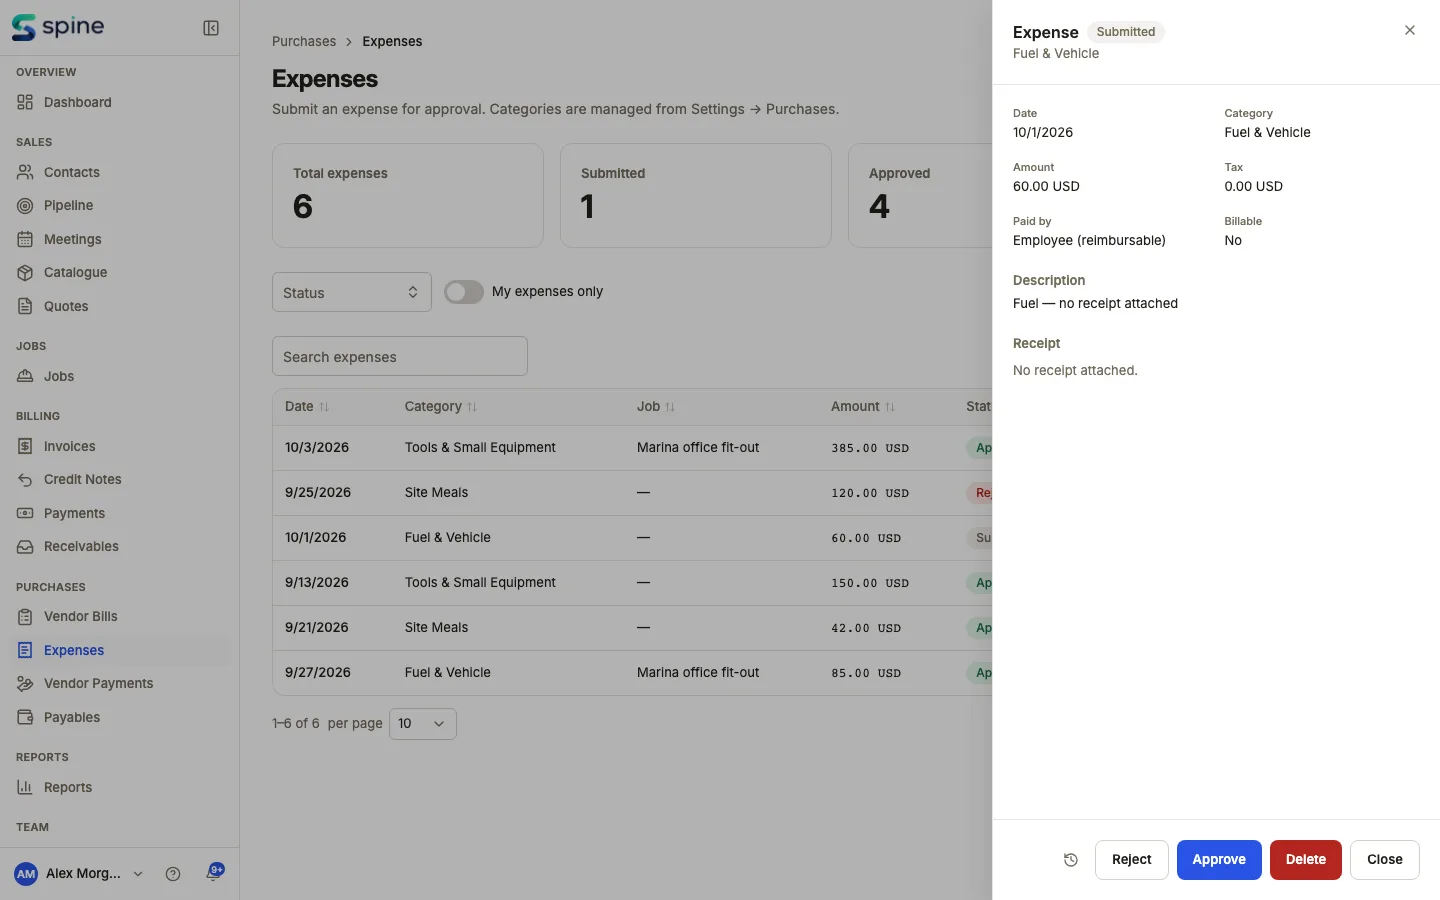 spine
OVERVIEW
Dashboard
SALES
Contacts
Pipeline
Meetings
Catalogue
Quotes
JOBS
Jobs
BILLING
Invoices
Credit Notes
Payments
Receivables
PURCHASES
Vendor Bills
Expenses
Vendor Payments
Payables
REPORTS
Reports
TEAM
AM Alex Morg... 9+
Purchases > Expenses
Expenses
Submit an expense for approval. Categories are managed from Settings → Purchases.
Total expenses
6
Submitted
1
Approved
4
Status
My expenses only
Search expenses
Date Category Job Amount Stat
10/3/2026 Tools & Small Equipment Marina office fit-out 385.00 USD Ap
9/25/2026 Site Meals — 120.00 USD Re
10/1/2026 Fuel & Vehicle — 60.00 USD Su
9/13/2026 Tools & Small Equipment — 150.00 USD Ap
9/21/2026 Site Meals — 42.00 USD Ap
9/27/2026 Fuel & Vehicle Marina office fit-out 85.00 USD Ap
1–6 of 6 per page 10
Expense Submitted
Fuel & Vehicle
Date Category
10/1/2026 Fuel & Vehicle
Amount Tax
60.00 USD 0.00 USD
Paid by Billable
Employee (reimbursable) No
Description
Fuel — no receipt attached
Receipt
No receipt attached.
Reject Approve Delete Close